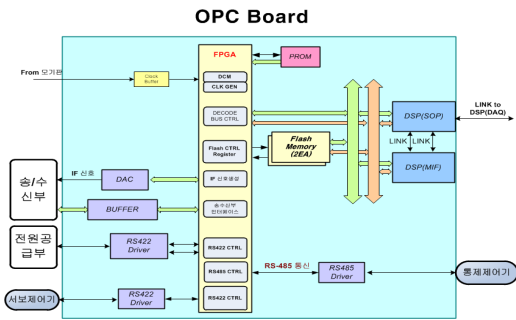 OPC Board
FPGA
PROM
From 모기판
Clock
Buffer
DCM
CLK GEN
DECODE
BUS CTRL
DSP(SOP)
LINK to
DSP(DAQ)
Flash CTRL
Register
Flash
Memory
(2EA)
LINK
LINK
DSP(MIF)
송/수
신부
IF 신호
DAC
IF 신호생성
BUFFER
송수신부
인터페이스
전원공
급부
RS422
Driver
RS422 CTRL
RS485 CTRL
RS-485 통신
RS485
Driver
통제제어기
서보제어기
RS422
Driver
RS422 CTRL